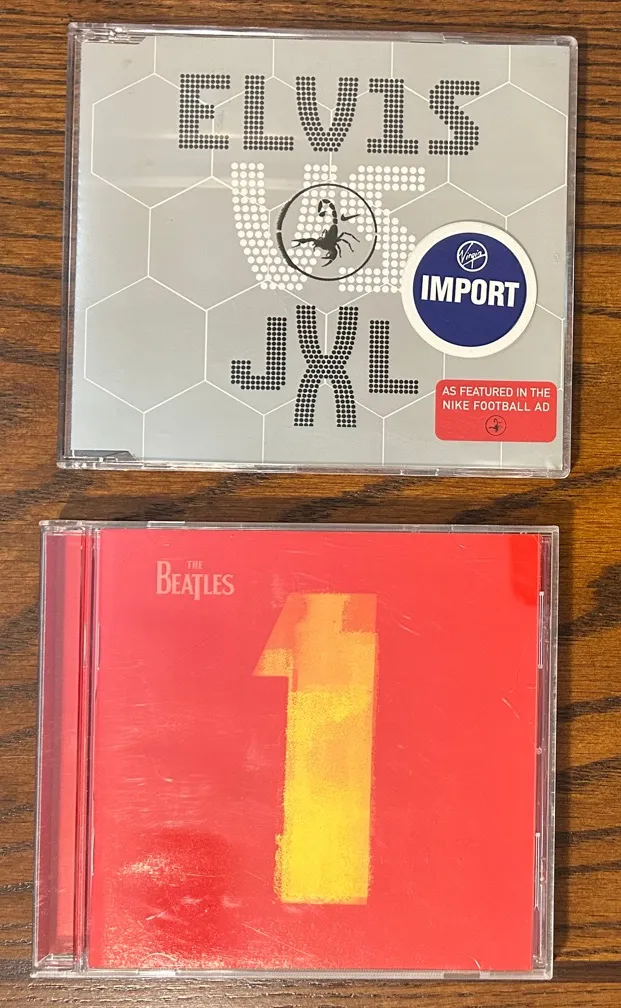 ELV1S
VS
JXL
Virgin
IMPORT
AS FEATURED IN THE
NIKE FOOTBALL AD
THE
BEATLES
1